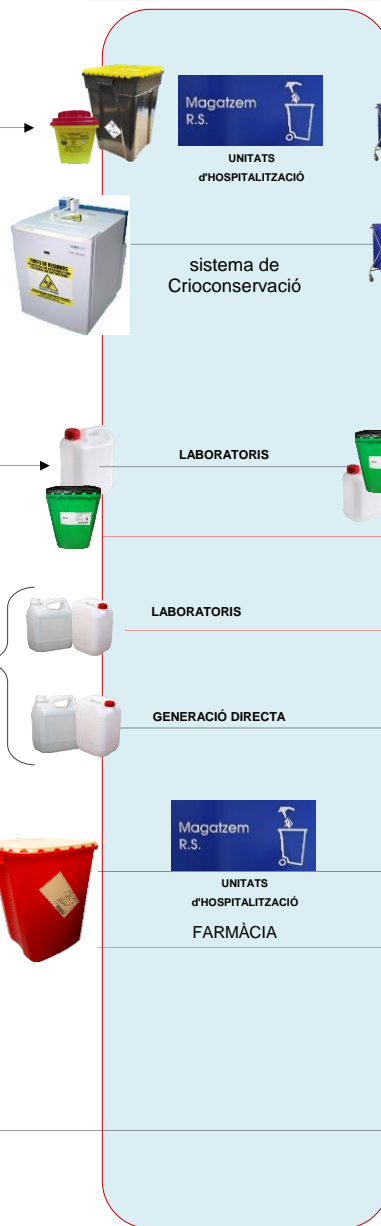 Magatzem
R.S.
UNITATS
d'HOSPITALITZACIÓ
sistema de
Crioconservació
LABORATORIS
LABORATORIS
GENERACIÓ DIRECTA
Magatzem
R.S.
UNITATS
d'HOSPITALITZACIÓ
FARMÀCIA